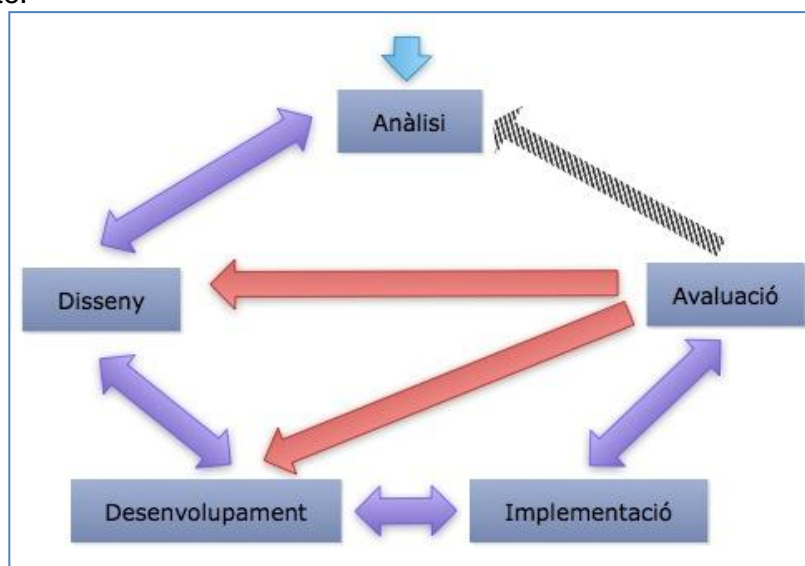 Anàlisi
Disseny
Avaluació
Desenvolupament
Implementació